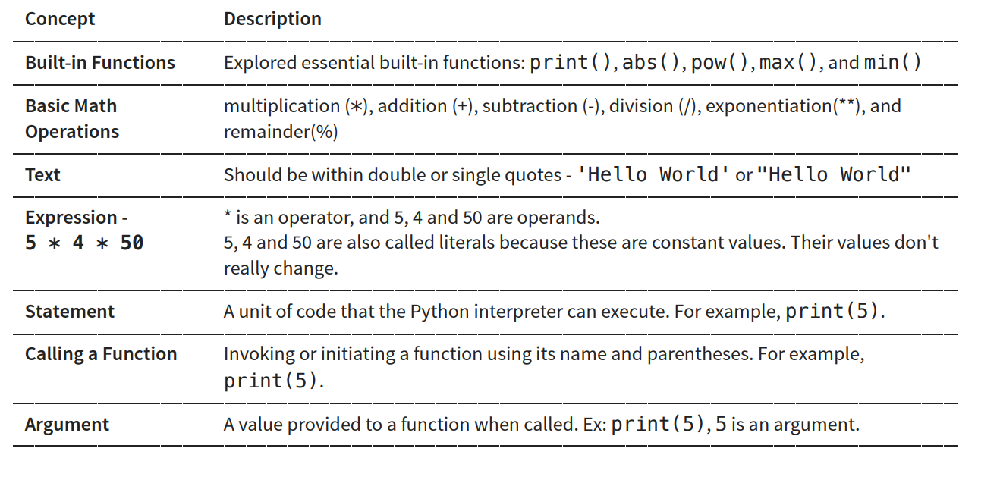 Concept Description
Built-in Functions Explored essential built-in functions: print(), abs(), pow(), max(), and min()
Basic Math Operations multiplication (*), addition (+), subtraction (-), division (/), exponentiation(**), and
remainder(%)
Text Should be within double or single quotes - 'Hello World' or "Hello World"
Expression - * is an operator, and 5, 4 and 50 are operands.
5 * 4 * 50 5, 4 and 50 are also called literals because these are constant values. Their values don't
really change.
Statement A unit of code that the Python interpreter can execute. For example, print(5).
Calling a Function Invoking or initiating a function using its name and parentheses. For example,
print(5).
Argument A value provided to a function when called. Ex: print(5), 5 is an argument.